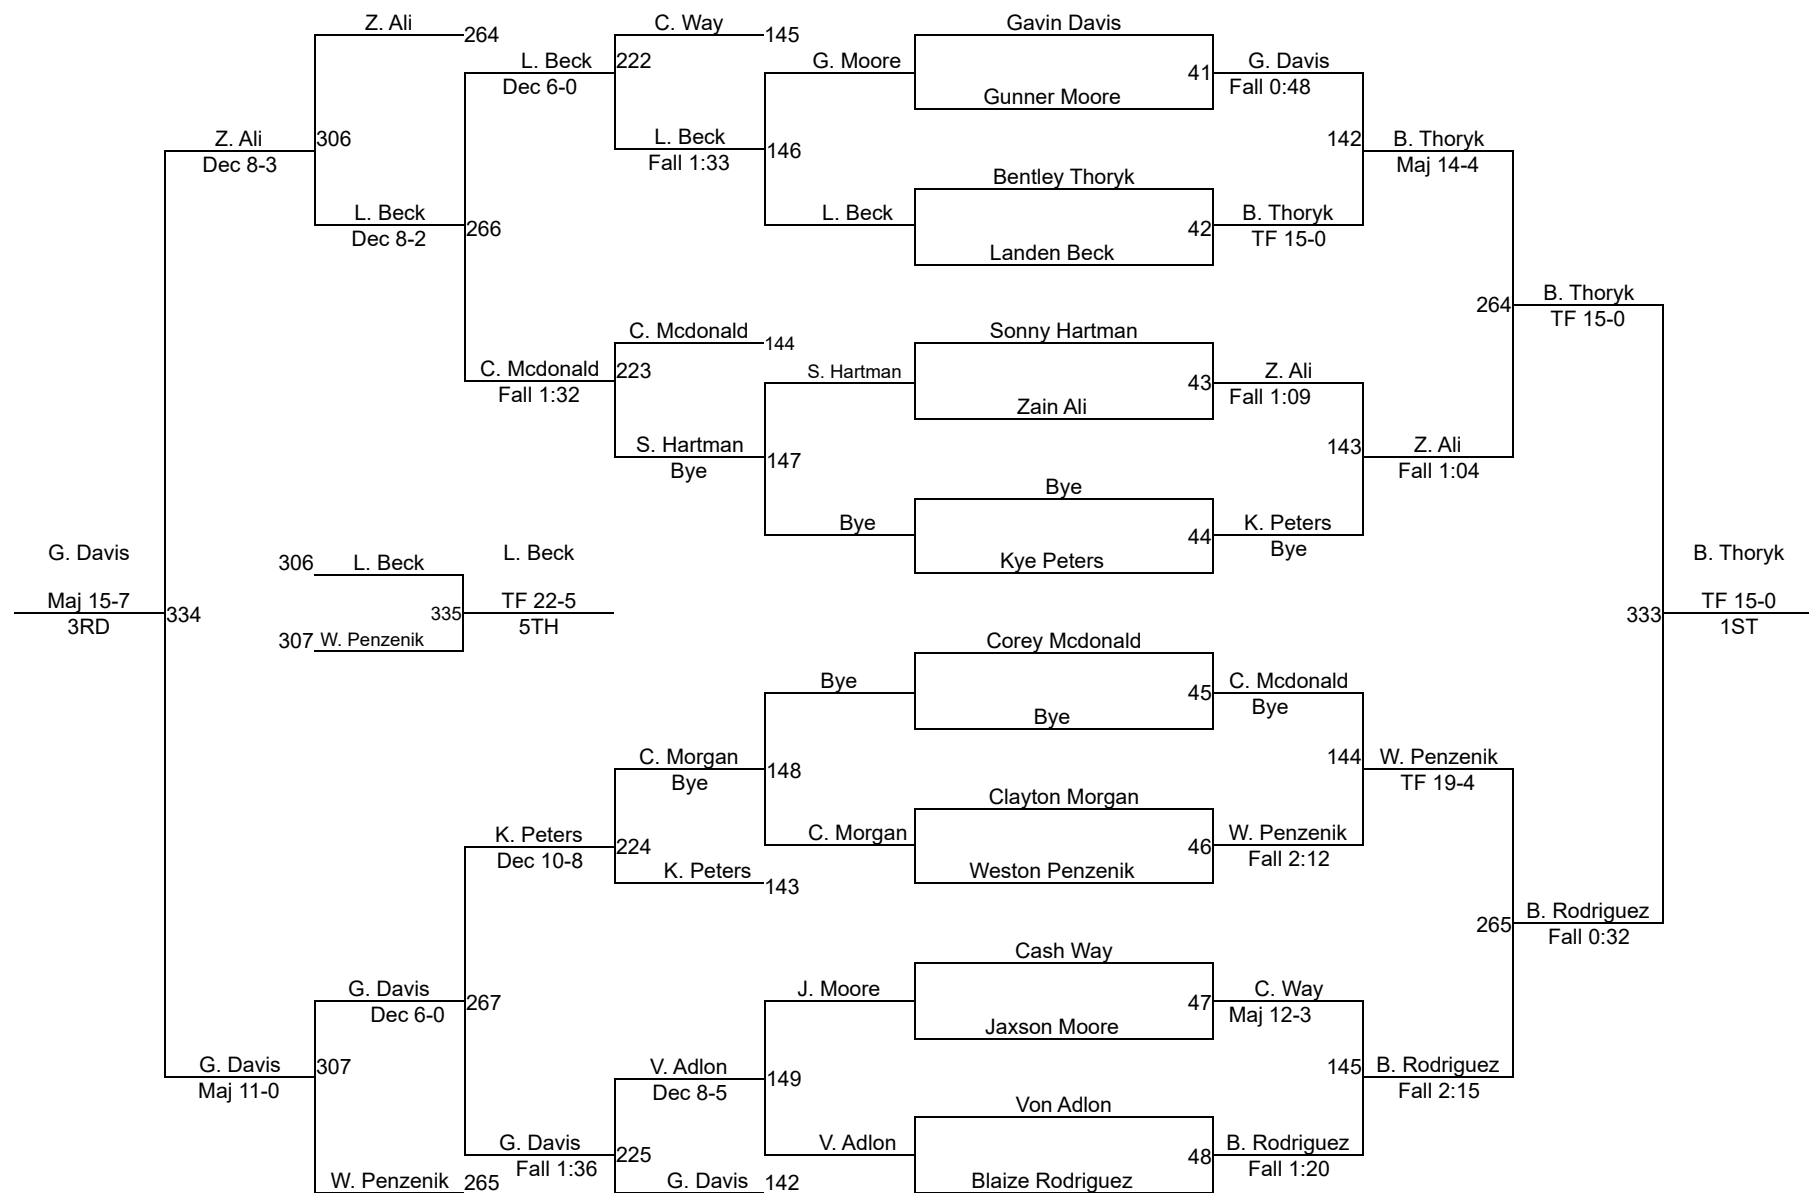 Z. Ali
264
C. Way
145
Gavin Davis
L. Beck
222
G. Moore
41
G. Davis
Dec 6-0
Fall 0:48
Gunner Moore
Z. Ali
306
L. Beck
146
142
B. Thoryk
Dec 8-3
Fall 1:33
Maj 14-4
Bentley Thoryk
L. Beck
266
L. Beck
42
B. Thoryk
Dec 8-2
TF 15-0
Landen Beck
264
B. Thoryk
TF 15-0
C. Mcdonald
144
Sonny Hartman
C. Mcdonald
223
S. Hartman
43
Z. Ali
Fall 1:32
Fall 1:09
Zain Ali
S. Hartman
147
143
Z. Ali
Bye
Fall 1:04
Bye
Bye
44
K. Peters
Bye
Kye Peters
G. Davis
306
L. Beck
L. Beck
B. Thoryk
Maj 15-7
334
335
TF 22-5
333
TF 15-0
3RD
307
W. Penzenik
5TH
1ST
Corey Mcdonald
Bye
45
C. Mcdonald
Bye
Bye
C. Morgan
148
144
W. Penzenik
Bye
TF 19-4
Clayton Morgan
K. Peters
224
C. Morgan
46
W. Penzenik
Dec 10-8
Fall 2:12
K. Peters
143
Weston Penzenik
265
B. Rodriguez
Fall 0:32
Cash Way
G. Davis
267
J. Moore
47
C. Way
Dec 6-0
Maj 12-3
Jaxson Moore
G. Davis
307
V. Adlon
149
145
B. Rodriguez
Maj 11-0
Dec 8-5
Fall 2:15
Von Adlon
G. Davis
225
V. Adlon
48
B. Rodriguez
Fall 1:36
Fall 1:20
W. Penzenik
265
G. Davis
142
Blaize Rodriguez